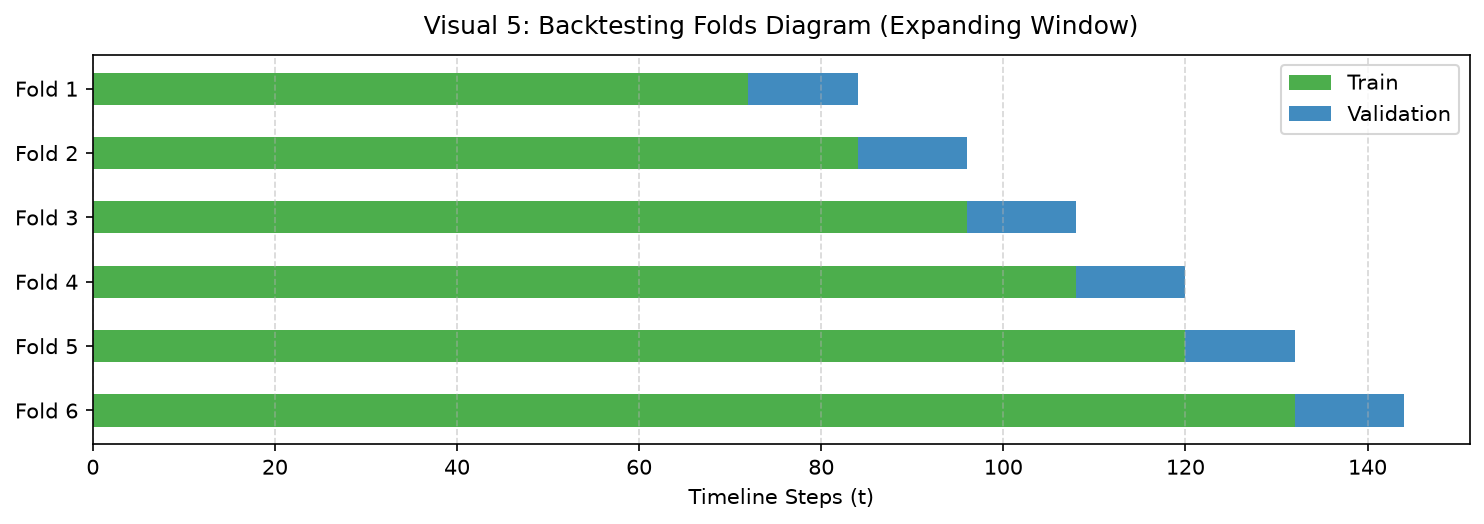 Visual 5: Backtesting Folds Diagram (Expanding Window)
Train
Validation
Fold 1
Fold 2
Fold 3
Fold 4
Fold 5
Fold 6
0 20 40 60 80 100 120 140
Timeline Steps (t)